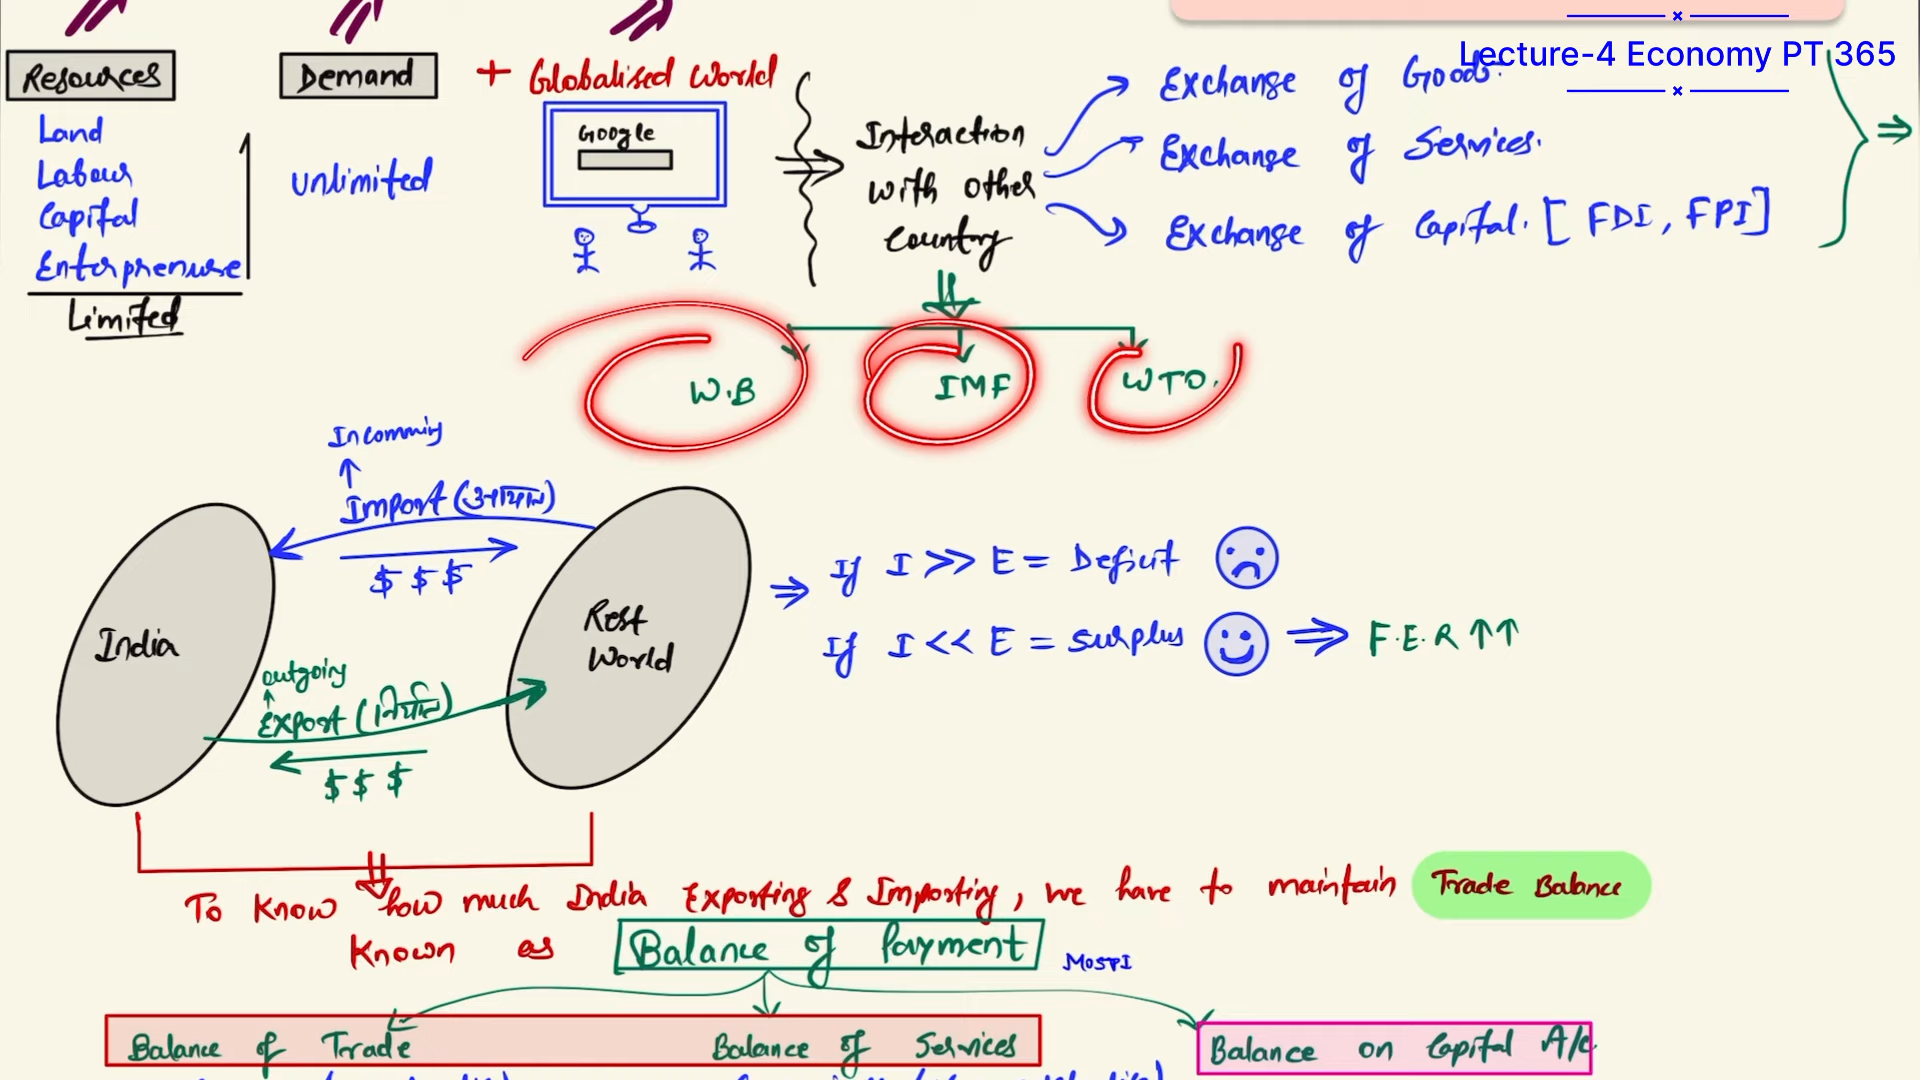 Lecture-4 Economy PT 365
Resources
Land
Labour
Capital
Enterprenure
Limited
Demand
unlimited
+ Globalised World
Google
Interaction
with other
Country
Exchange of Goods.
Exchange of Services.
Exchange of Capital. [FDI, FPI]
W.B
IMF
WTO.
Incomming
Import (आयात)
$ $ $
India
Rest
World
outgoing
Export (निर्यात)
$ $ $
If I >> E = Deficit
If I << E = Surplus ⇒ F.E.R ↑↑
To Know how much India Exporting & Importing, we have to maintain Trade Balance
Known as Balance of Payment
MOSPI
Balance of Trade
Balance of Services
Balance on Capital A/c